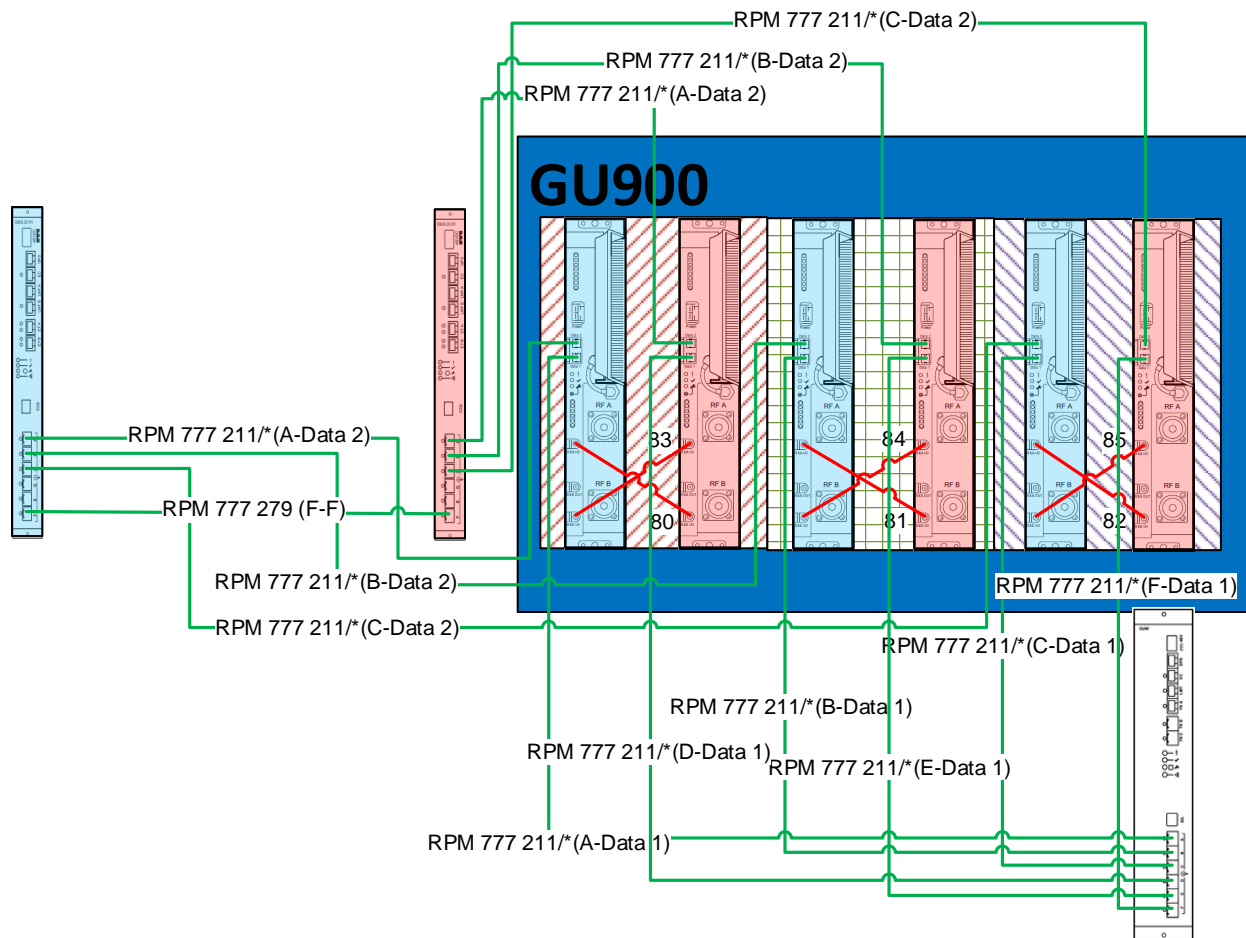 RPM 777 211/*(C-Data 2)
RPM 777 211/*(B-Data 2)
RPM 777 211/*(A-Data 2)
GU900
RF A
RF A
RF A
RF A
RF A
RF A
RPM 777 211/*(A-Data 2)
83
84
85
RF B
RF B
RF B
RF B
RF B
RF B
RPM 777 279 (F-F)
80
81
82
RPM 777 211/*(B-Data 2)
RPM 777 211/*(F-Data 1)
RPM 777 211/*(C-Data 2)
RPM 777 211/*(C-Data 1)
RPM 777 211/*(B-Data 1)
RPM 777 211/*(D-Data 1)
RPM 777 211/*(E-Data 1)
RPM 777 211/*(A-Data 1)